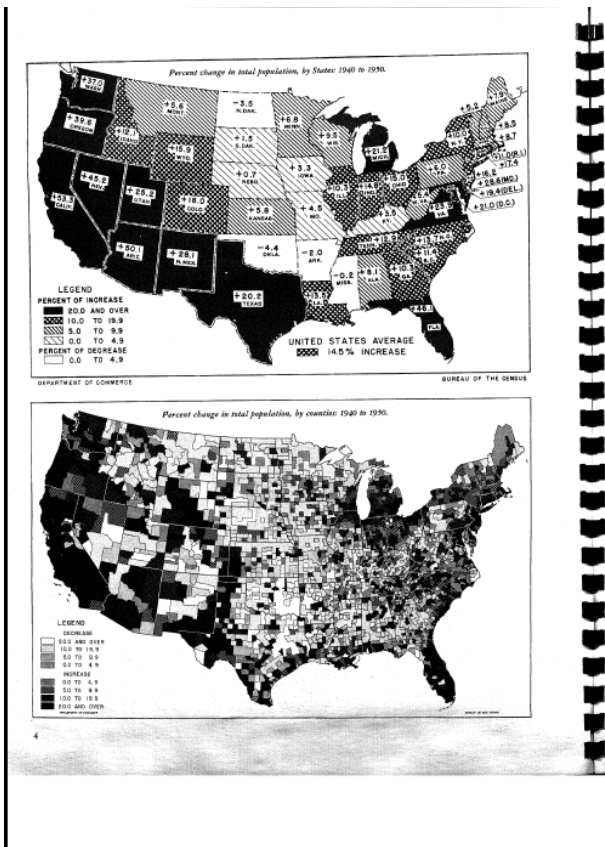 Percent change in total population, by States: 1940 to 1950.
+37.0
WASH.
+39.6
OREGON
+12.1
IDAHO
+5.6
MONT.
-3.5
N.DAK.
+6.8
MINN.
+1.5
S.DAK.
+15.9
WYO.
+9.5
WIS.
+21.2
MICH.
+5.2
+7.9
MAINE
+8.5
+8.7
+10.0
N.Y.
+11.0(R.I.)
+17.4
+16.2
+28.6(MD.)
+19.4(DEL.)
+21.0(D.C.)
+45.2
NEV.
+25.2
UTAH
+53.3
CALIF.
+18.0
COLO.
+0.7
NEBR.
+3.3
IOWA
+10.3
ILL.
+14.8
IND.
+15.0
OHIO
+6.0
PA.
VA.
+5.8
KANSAS
+4.5
MO.
+3.5
KY.
+50.1
ARIZ.
+28.1
N.MEX.
-4.4
OKLA.
-2.0
ARK.
TENN.
N.C.
+11.4
S.C.
+20.2
TEXAS
LA.
-0.2
MISS.
+8.1
ALA.
+10.3
GA.
+46.1
FLA.
LEGEND
PERCENT OF INCREASE
20.0 AND OVER
10.0 TO 19.9
5.0 TO 9.9
0.0 TO 4.9
PERCENT OF DECREASE
0.0 TO 4.9
UNITED STATES AVERAGE
14.5% INCREASE
DEPARTMENT OF COMMERCE
BUREAU OF THE CENSUS
Percent change in total population, by counties: 1940 to 1950.
LEGEND
DECREASE
20.0 AND OVER
10.0 TO 19.9
5.0 TO 9.9
0.0 TO 4.9
INCREASE
0.0 TO 4.9
5.0 TO 9.9
10.0 TO 19.9
20.0 AND OVER
4